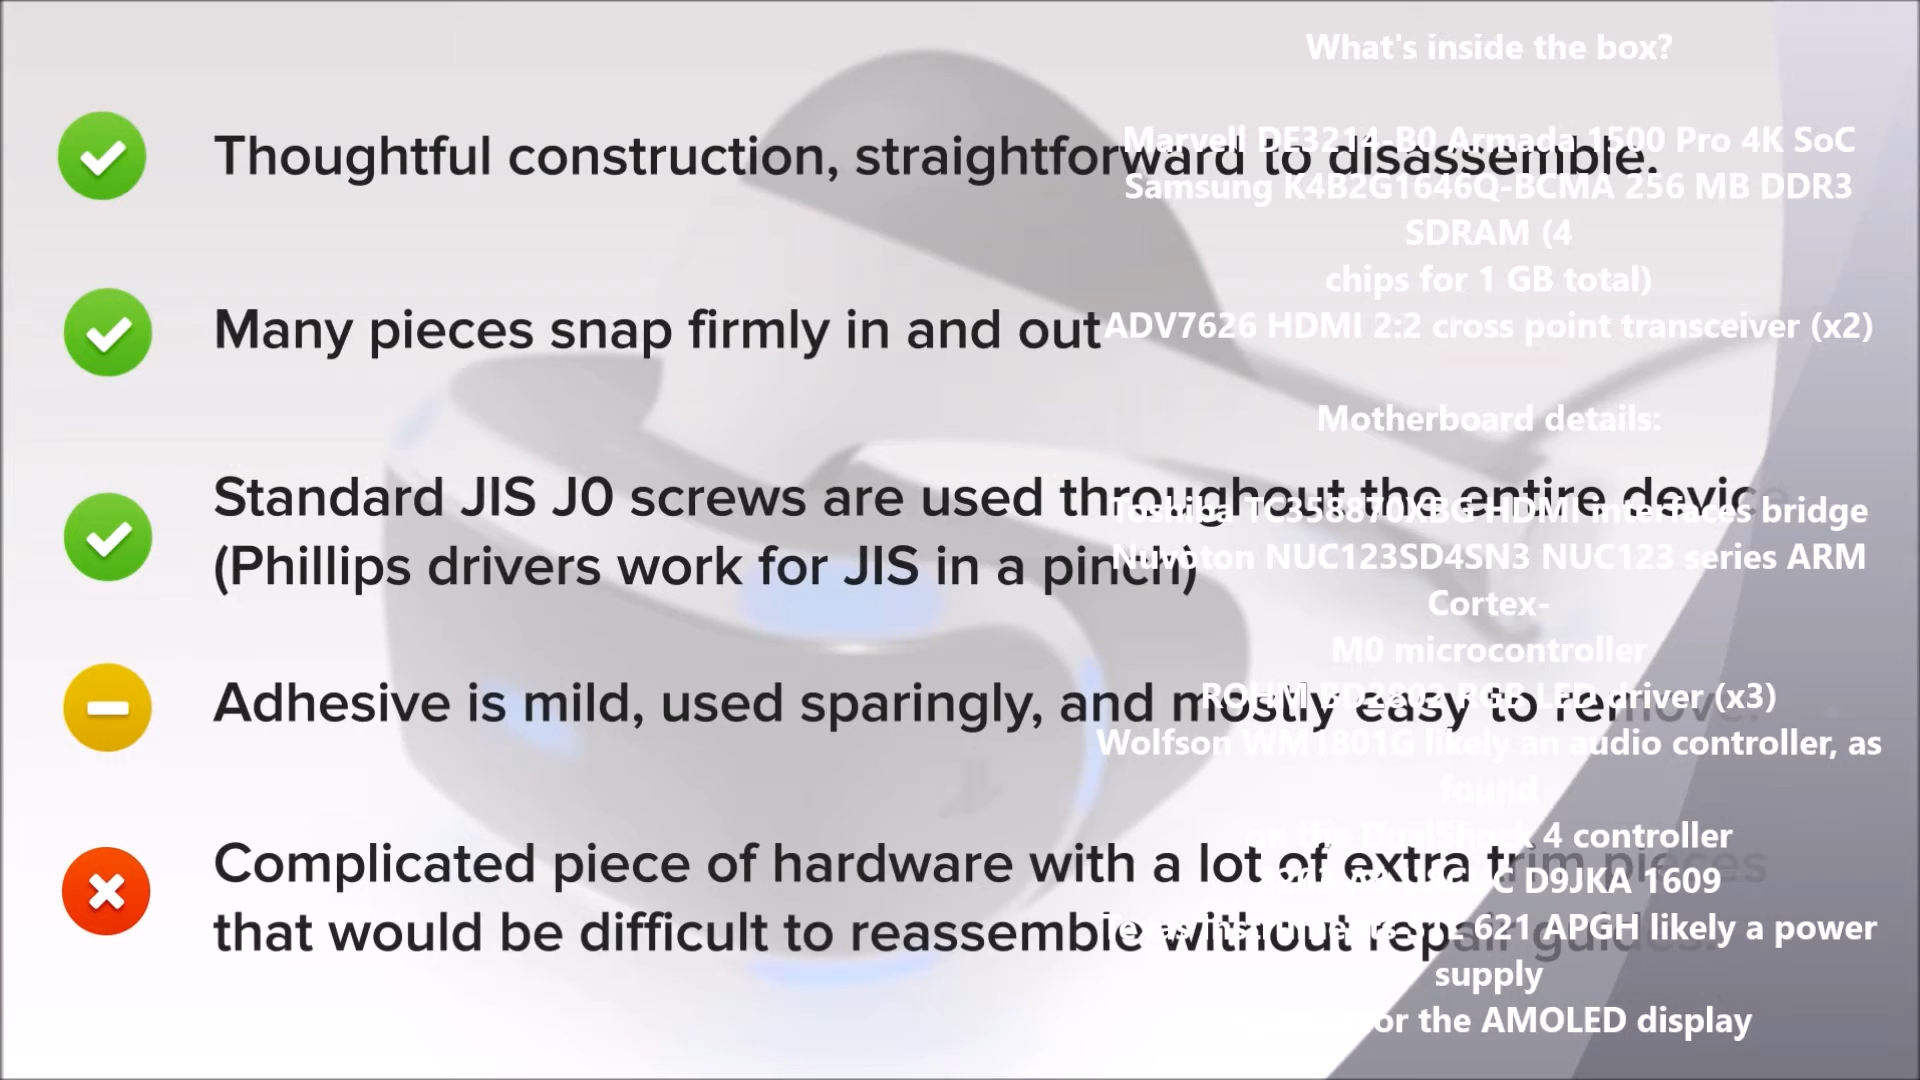 Thoughtful construction, straightforward to disassemble.
Many pieces snap firmly in and out
Standard JIS J0 screws are used throughout the entire device
(Phillips drivers work for JIS in a pinch)
Adhesive is mild, used sparingly, and mostly easy to remove.
Complicated piece of hardware with a lot of extra trim pieces
that would be difficult to reassemble without repair guides.
What's inside the box?
Marvell DE3214-B0 Armada 1500 Pro 4K SoC
Samsung K4B2G1646Q-BCMA 256 MB DDR3
SDRAM (4
chips for 1 GB total)
ADV7626 HDMI 2:2 cross point transceiver (x2)
Motherboard details:
Toshiba TC358870XBG HDMI interfaces bridge
Nuvoton NUC123SD4SN3 NUC123 series ARM
Cortex-
M0 microcontroller
ROHM BD2802 RGB LED driver (x3)
Wolfson WM1801G likely an audio controller, as
found
on the DualShock 4 controller
C D9JKA 1609
Texas Instruments 621 APGH likely a power
supply
or the AMOLED display